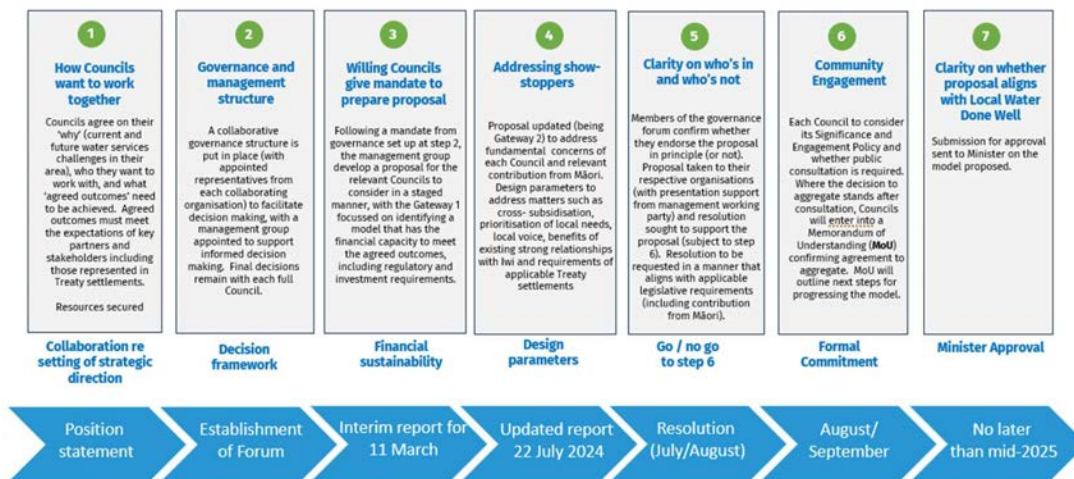 1
How Councils
want to work
together
Councils agree on their
'why' (current and
future water services
challenges in their
area), who they want to
work with, and what
'agreed outcomes' need
to be achieved. Agreed
outcomes must meet
the expectations of key
partners and
stakeholders including
those represented in
Treaty settlements.
Resources secured
Collaboration re
setting of strategic
direction
Position
statement
2
Governance and
management
structure
A collaborative
governance structure is
put in place (with
appointed
representatives from
each collaborating
organisation) to facilitate
decision making, with a
management group
appointed to support
informed decision
making. Final decisions
remain with each full
Council.
Decision
framework
Establishment
of Forum
3
Willing Councils
give mandate to
prepare proposal
Following a mandate from
governance set up at step 2,
the management group
develop a proposal for the
relevant Councils to
consider in a staged
manner, with the Gateway 1
focussed on identifying a
model that has the
financial capacity to meet
the agreed outcomes,
including regulatory and
investment requirements.
Financial
sustainability
Interim report for
11 March
4
Addressing show-
stoppers
Proposal updated (being
Gateway 2) to address
fundamental concerns of
each Council and relevant
contribution from Māori.
Design parameters to
address matters such as
cross- subsidisation,
prioritisation of local needs,
local voice, benefits of
existing strong relationships
with Iwi and requirements of
applicable Treaty
settlements
Design
parameters
Updated report
22 July 2024
5
Clarity on who's in
and who's not
Members of the governance
forum confirm whether
they endorse the proposal
in principle (or not).
Proposal taken to their
respective organisations
(with presentation support
from management working
party) and resolution
sought to support the
proposal (subject to step
6). Resolution to be
requested in a manner that
aligns with applicable
legislative requirements
(including contribution
from Māori).
Go / no go
to step 6
Resolution
(July/August)
6
Community
Engagement
Each Council to consider
its Significance and
Engagement Policy and
whether public
consultation is required.
Where the decision to
aggregate stands after
consultation, Councils
will enter into a
Memorandum of
Understanding (MoU)
confirming agreement to
aggregate. MoU will
outline next steps for
progressing the model.
Formal
Commitment
August/
September
7
Clarity on whether
proposal aligns
with Local Water
Done Well
Submission for approval
sent to Minister on the
model proposed.
Minister Approval
No later
than mid-2025